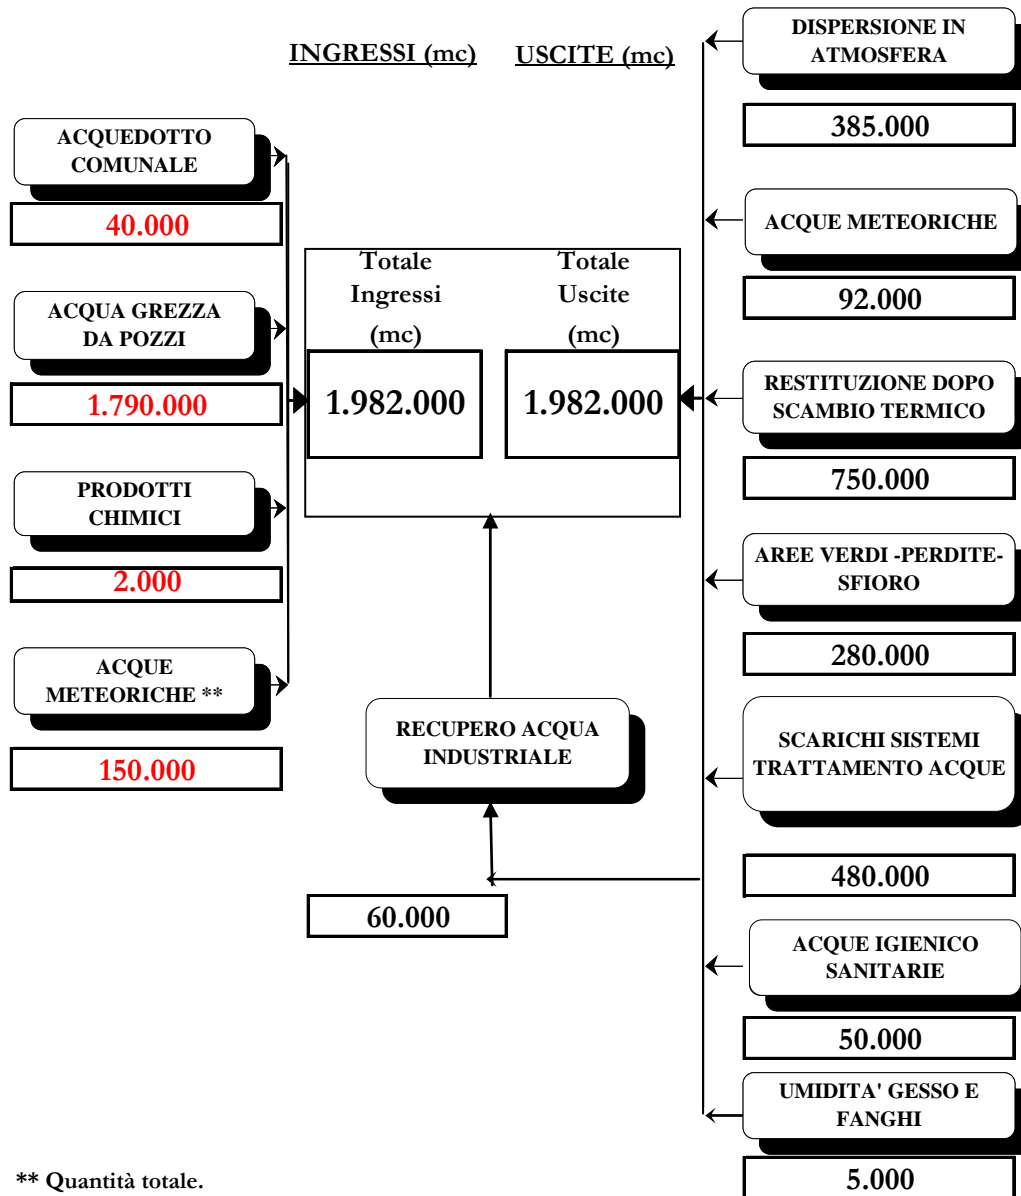 INGRESSI (mc)
USCITE (mc)
ACQUEDOTTO
COMUNALE
40.000
ACQUA GREZZA
DA POZZI
1.790.000
PRODOTTI
CHIMICI
2.000
ACQUE
METEORICHE **
150.000
Totale
Ingressi
(mc)
1.982.000
Totale
Uscite
(mc)
1.982.000
RECUPERO ACQUA
INDUSTRIALE
60.000
DISPERSIONE IN
ATMOSFERA
385.000
ACQUE METEORICHE
92.000
RESTITUZIONE DOPO
SCAMBIO TERMICO
750.000
AREE VERDI -PERDITE-
SFIORO
280.000
SCARICHI SISTEMI
TRATTAMENTO ACQUE
480.000
ACQUE IGIENICO
SANITARIE
50.000
UMIDITA' GESSO E
FANGHI
5.000
** Quantità totale.